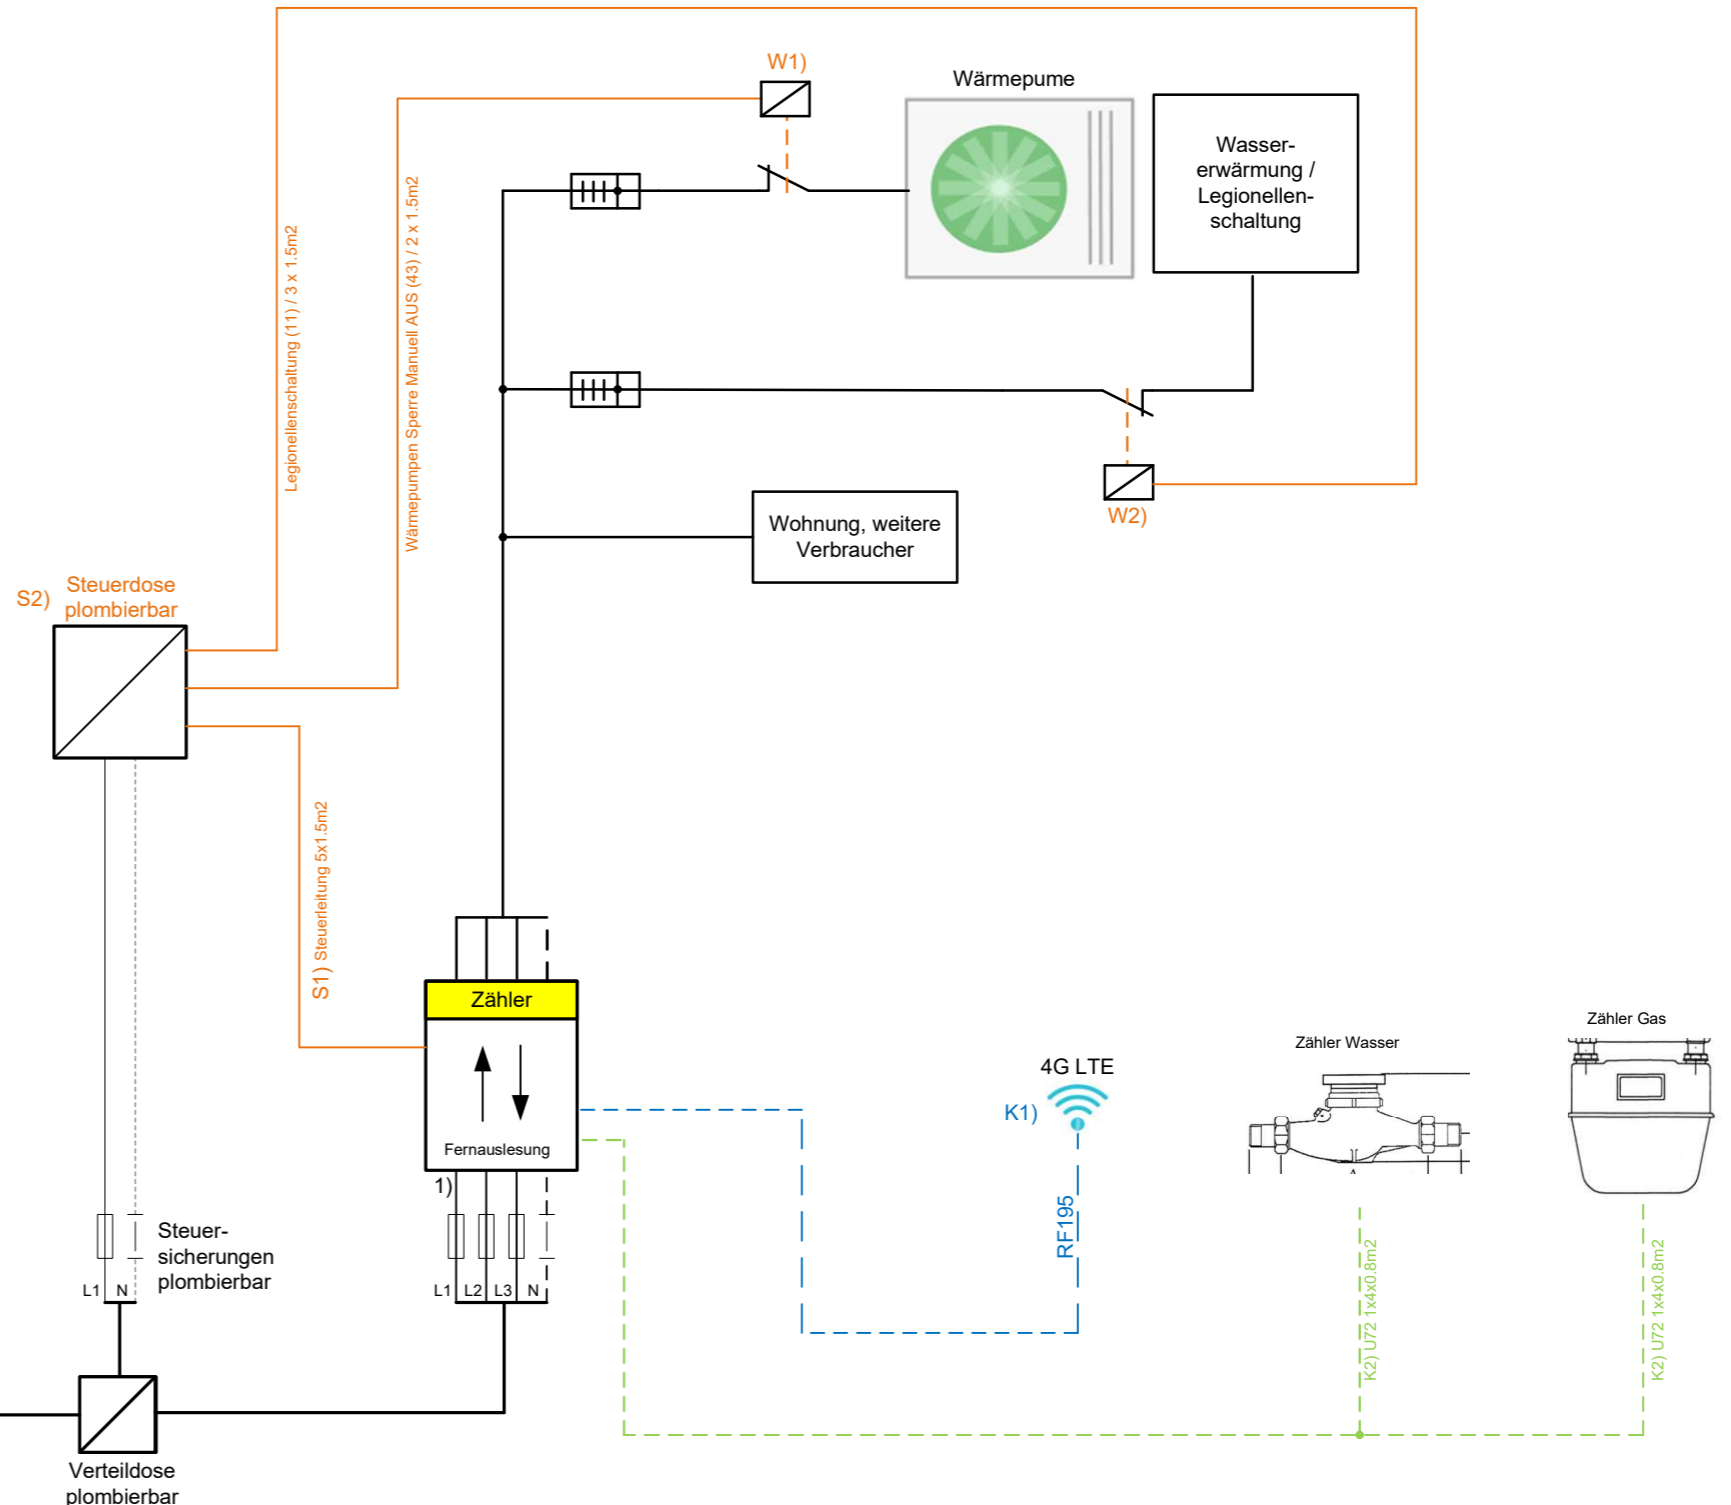 W1)
Wärmepume
Wasser-
erwärmung /
Legionellen-
schaltung
Legionellenschaltung (11) / 3 x 1.5m2
Wärmepumpen Sperre Manuell AUS (43) / 2 x 1.5m2
W2)
Wohnung, weitere
Verbraucher
S2)
Steuerdose
plombierbar
S1) Steuerleitung 5x1.5m2
Zähler
Fernauslesung
1)
4G LTE
K1)
RF195
Zähler Wasser
Zähler Gas
K2) U72 1x4x0.8m2
K2) U72 1x4x0.8m2
Steuer-
sicherungen
plombierbar
L1 N
L1 L2 L3 N
Verteildose
plombierbar